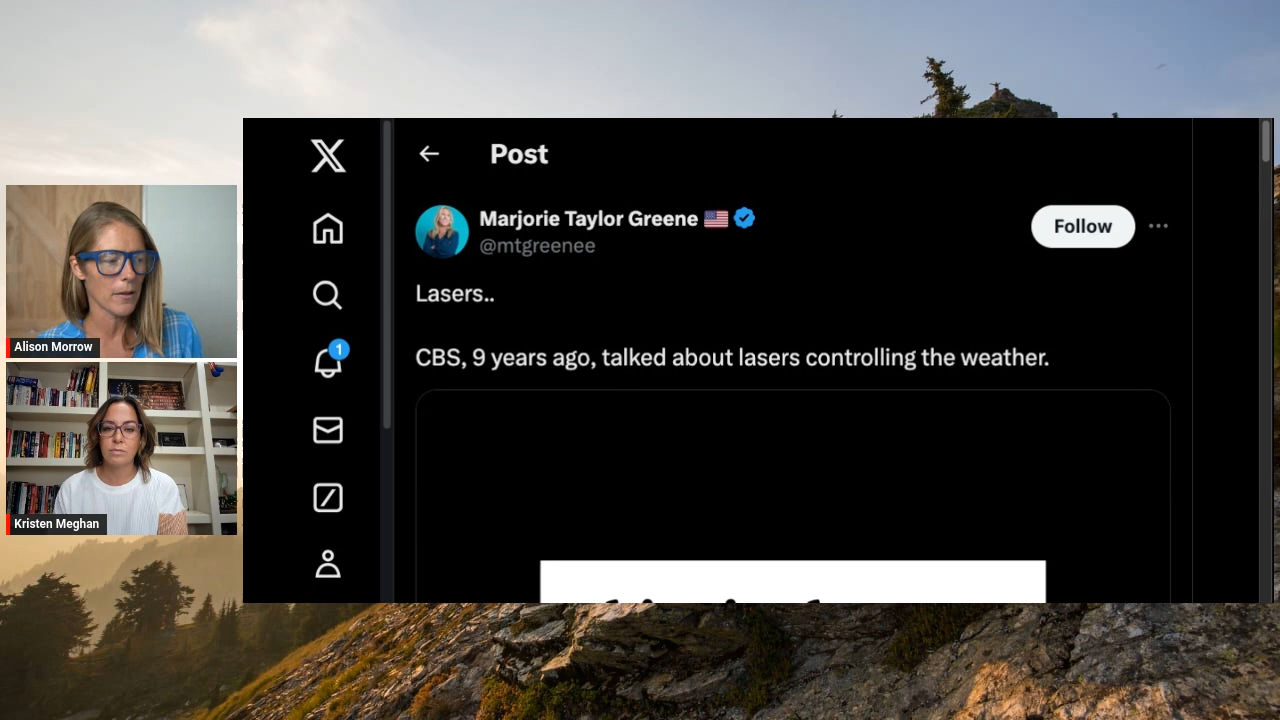 Post
Marjorie Taylor Greene
@mtgreenee
Follow
Lasers..
CBS, 9 years ago, talked about lasers controlling the weather.
1
Alison Morrow
Kristen Meghan